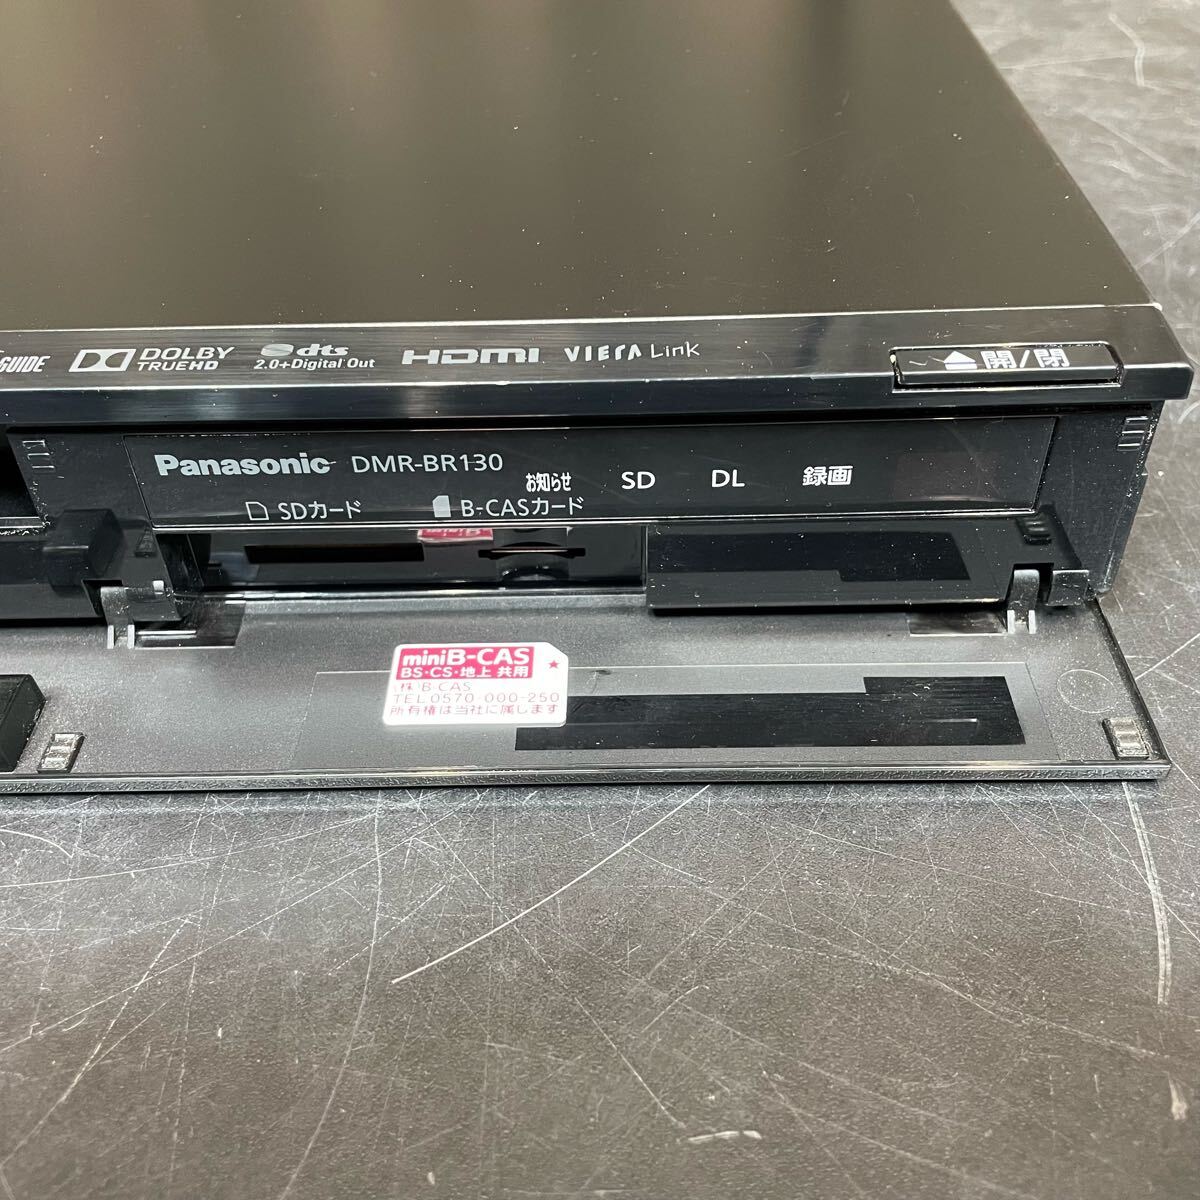 GUIDE DOLBY TRUEHD dts 2.0+Digital Out HDMI VIERA Link 開/閉
Panasonic DMR-BR130 お知らせ SD DL 録画
SDカード B-CASカード
miniB-CAS
BS・CS・地上 共用
(株)B-CAS
TEL0570-000-250
所有権は当社に属します